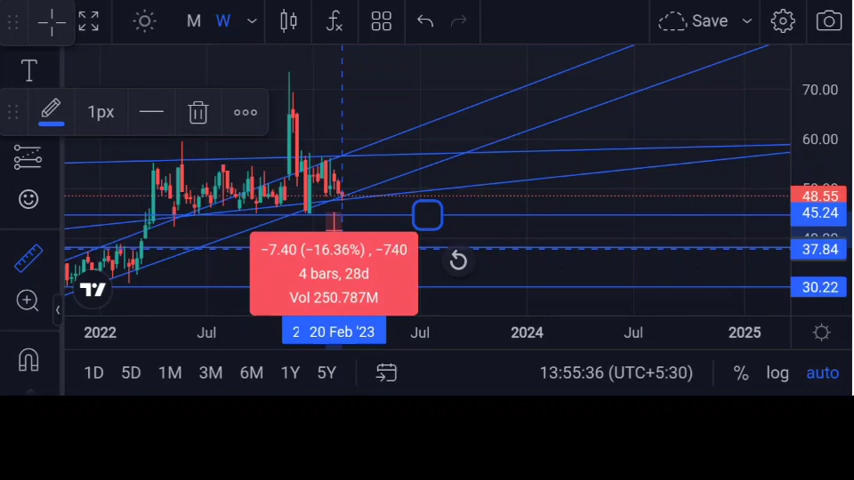 M W Save
1px
70.00
60.00
48.55
45.24
37.84
30.22
−7.40 (−16.36%) , −740
4 bars, 28d
Vol 250.787M
2022 Jul 20 Feb '23 Jul 2024 Jul 2025
1D 5D 1M 3M 6M 1Y 5Y 13:55:36 (UTC+5:30) % log auto